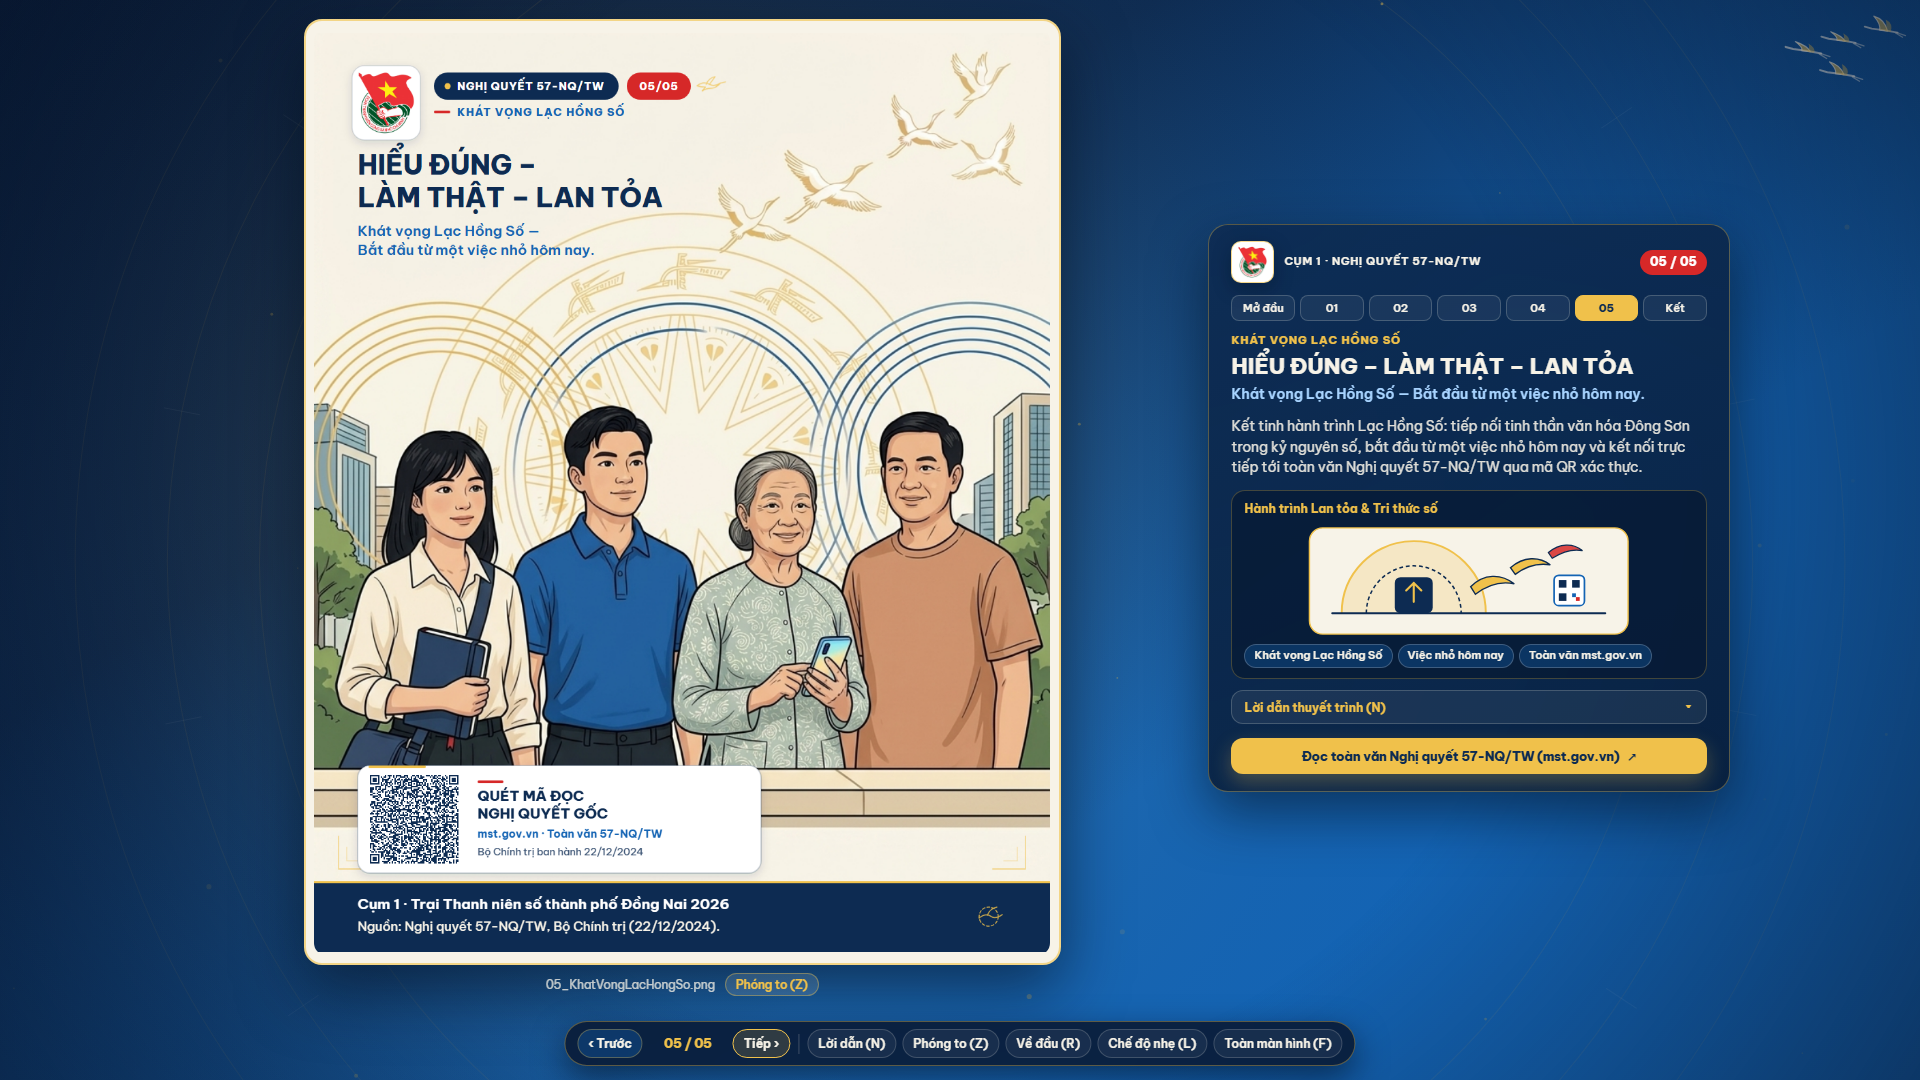 NGHỊ QUYẾT 57-NQ/TW
05/05
KHÁT VỌNG LẠC HỒNG SỐ
HIỂU ĐÚNG –
LÀM THẬT – LAN TỎA
Khát vọng Lạc Hồng Số —
Bắt đầu từ một việc nhỏ hôm nay.
QUÉT MÃ ĐỌC
NGHỊ QUYẾT GỐC
mst.gov.vn · Toàn văn 57-NQ/TW
Bộ Chính trị ban hành 22/12/2024
Cụm 1 · Trại Thanh niên số thành phố Đồng Nai 2026
Nguồn: Nghị quyết 57-NQ/TW, Bộ Chính trị (22/12/2024).
05_KhatVongLacHongSo.png
Phóng to (Z)
CỤM 1 · NGHỊ QUYẾT 57-NQ/TW
05 / 05
Mở đầu
01
02
03
04
05
Kết
KHÁT VỌNG LẠC HỒNG SỐ
HIỂU ĐÚNG – LÀM THẬT – LAN TỎA
Khát vọng Lạc Hồng Số — Bắt đầu từ một việc nhỏ hôm nay.
Kết tinh hành trình Lạc Hồng Số: tiếp nối tinh thần văn hóa Đông Sơn
trong kỷ nguyên số, bắt đầu từ một việc nhỏ hôm nay và kết nối trực
tiếp tới toàn văn Nghị quyết 57-NQ/TW qua mã QR xác thực.
Hành trình Lan tỏa & Tri thức số
Khát vọng Lạc Hồng Số
Việc nhỏ hôm nay
Toàn văn mst.gov.vn
Lời dẫn thuyết trình (N)
Đọc toàn văn Nghị quyết 57-NQ/TW (mst.gov.vn) ↗
‹ Trước
05 / 05
Tiếp ›
Lời dẫn (N)
Phóng to (Z)
Về đầu (R)
Chế độ nhẹ (L)
Toàn màn hình (F)